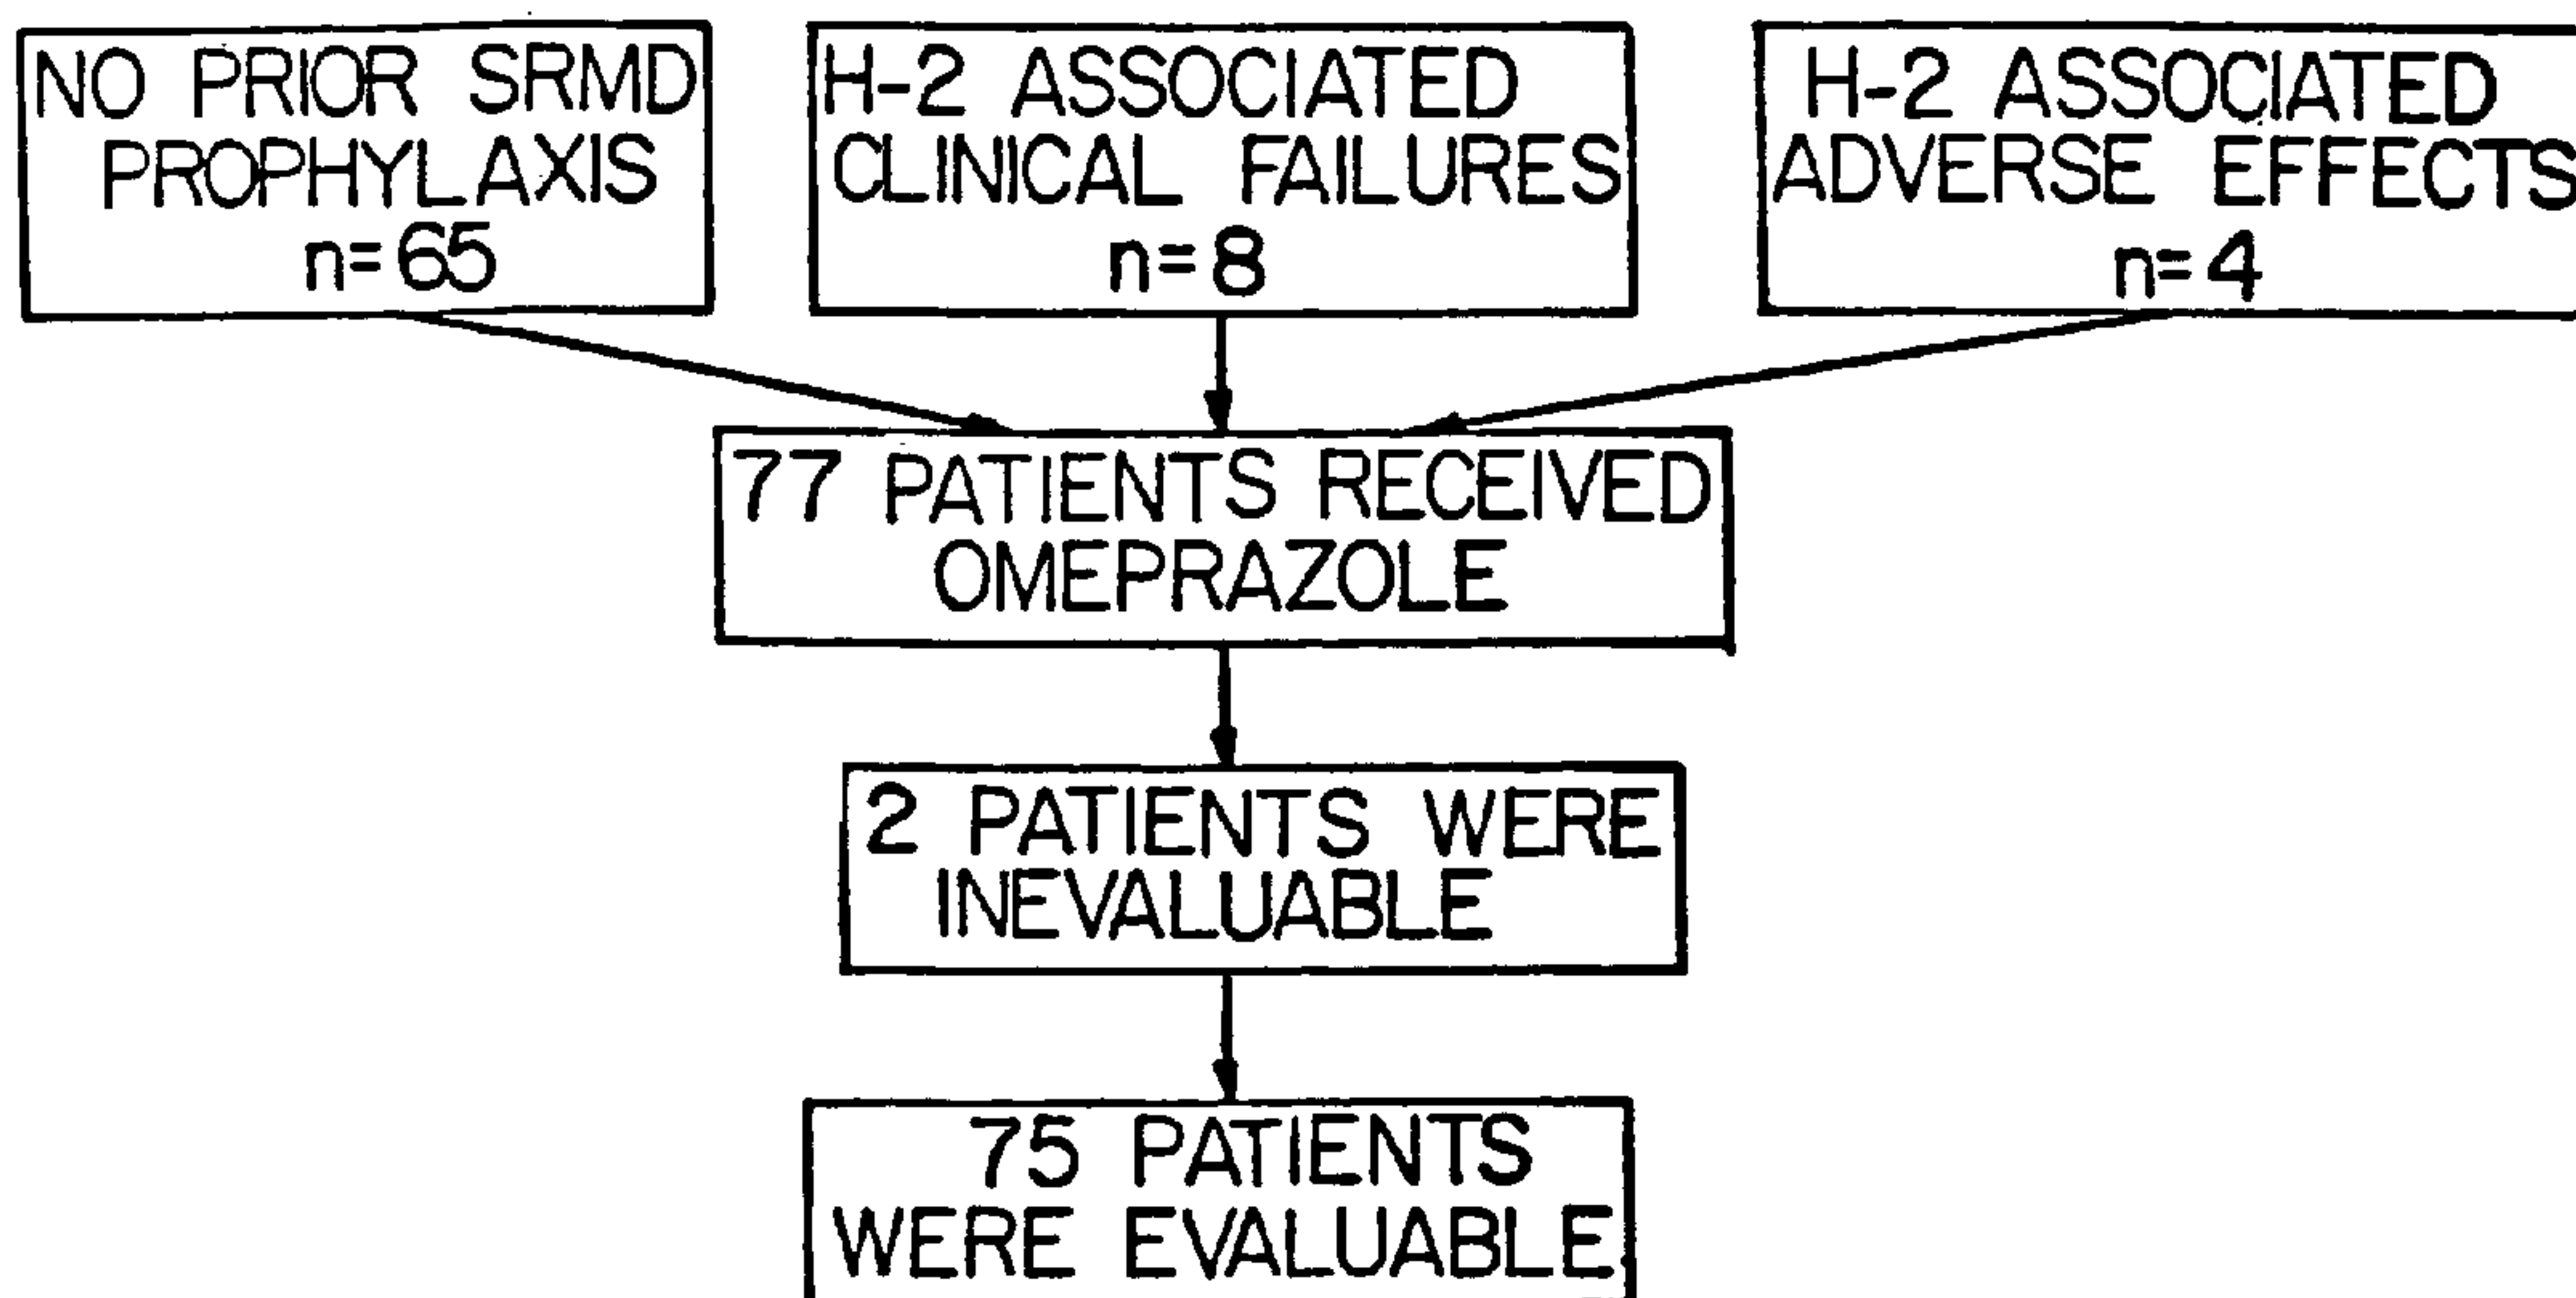 NO PRIOR SRMD
PROPHYLAXIS
n=65
H-2 ASSOCIATED
CLINICAL FAILURES
n=8
H-2 ASSOCIATED
ADVERSE EFFECTS
n=4
77 PATIENTS RECEIVED
OMEPRAZOLE
2 PATIENTS WERE
INEVALUABLE
75 PATIENTS
WERE EVALUABLE